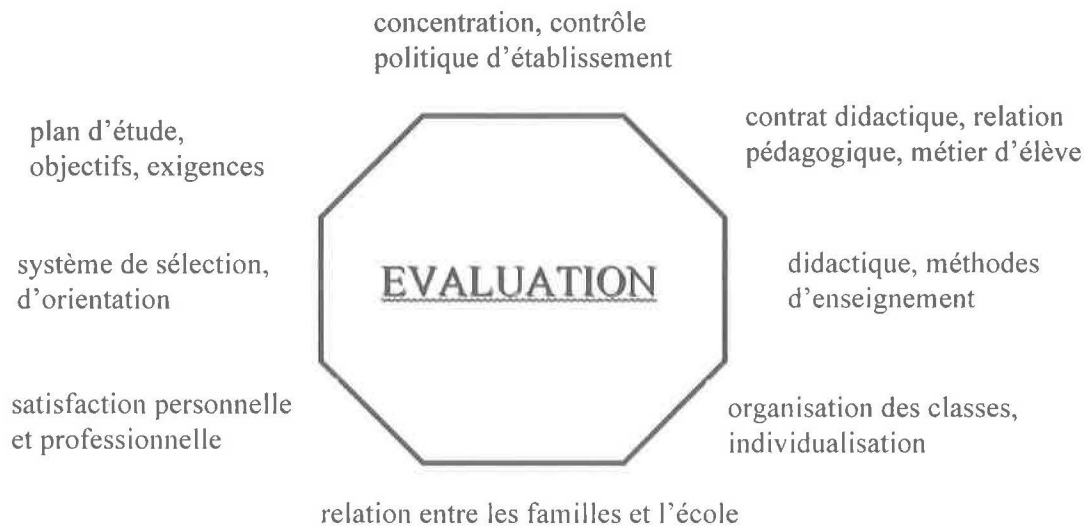 concentration, contrôle
politique d'établissement
plan d'étude,
objectifs, exigences
contrat didactique, relation
pédagogique, métier d'élève
système de sélection,
d'orientation
EVALUATION
didactique, méthodes
d'enseignement
satisfaction personnelle
et professionnelle
organisation des classes,
individualisation
relation entre les familles et l'école